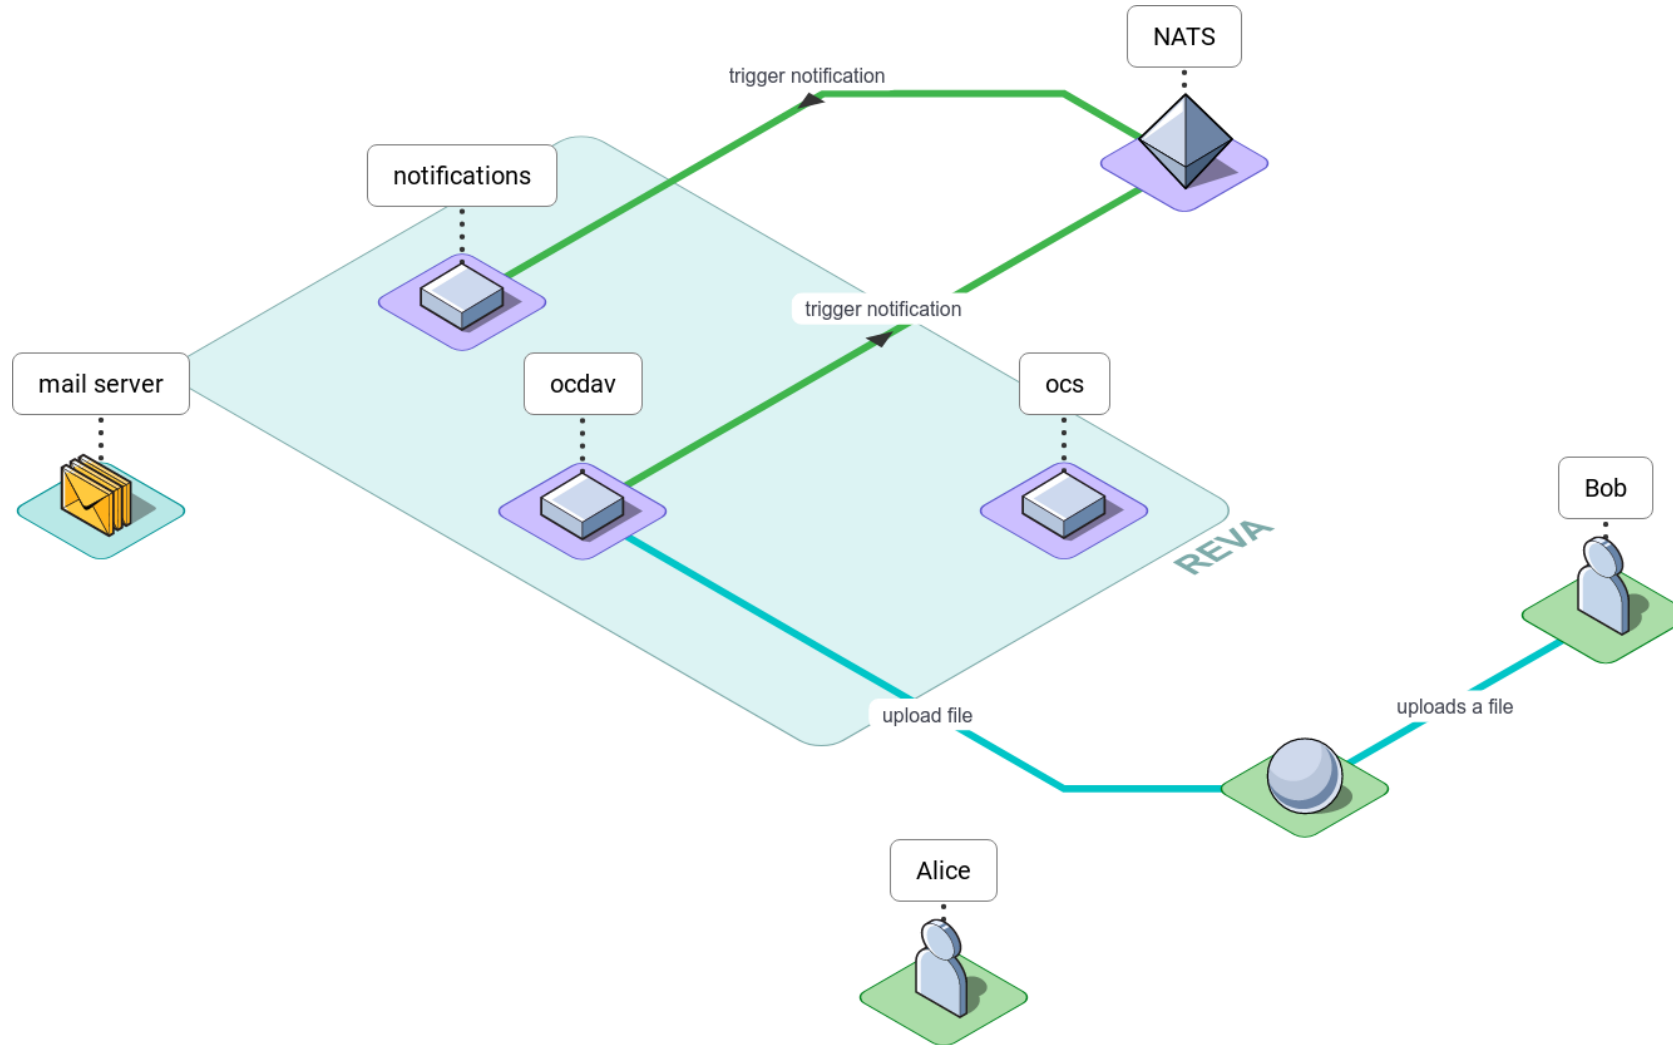 NATS
trigger notification
notifications
trigger notification
mail server
ocdav
ocs
REVA
Bob
uploads a file
upload file
Alice